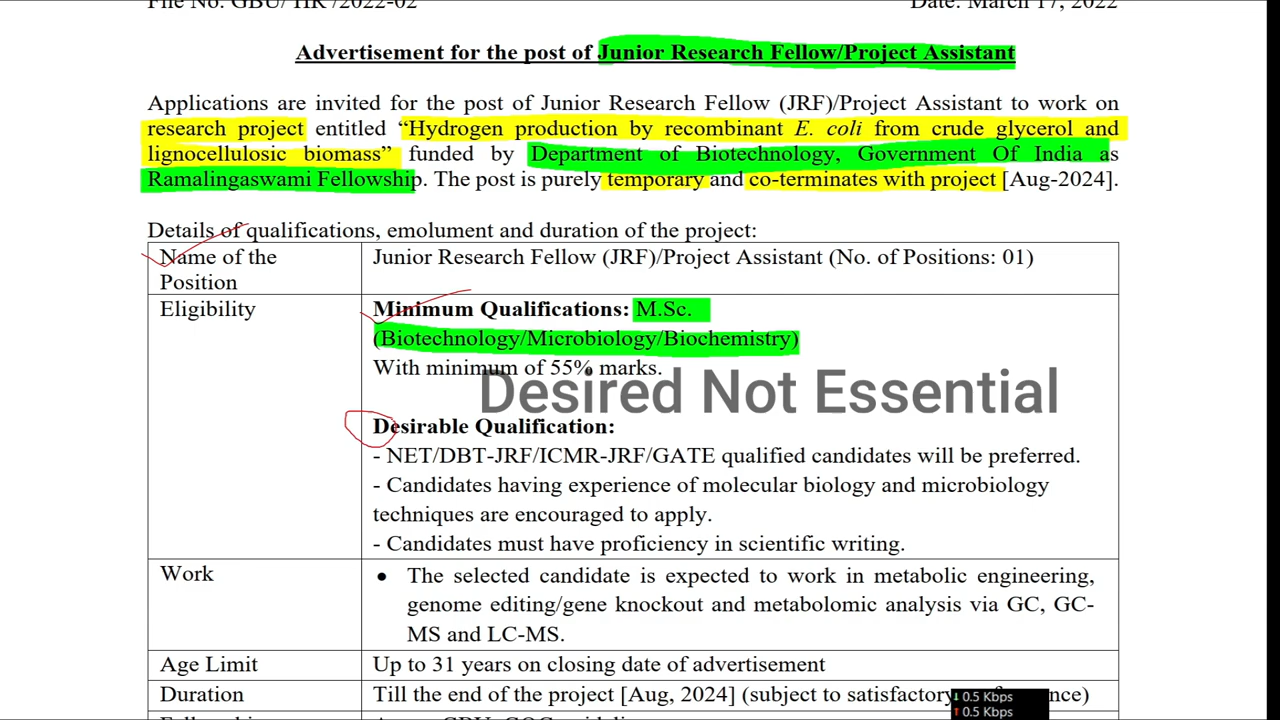 File No. GBU/ HR /2022-02 Date: March 17, 2022
Advertisement for the post of Junior Research Fellow/Project Assistant
Applications are invited for the post of Junior Research Fellow (JRF)/Project Assistant to work on
research project entitled “Hydrogen production by recombinant E. coli from crude glycerol and
lignocellulosic biomass” funded by Department of Biotechnology, Government Of India as
Ramalingaswami Fellowship. The post is purely temporary and co-terminates with project [Aug-2024].
Details of qualifications, emolument and duration of the project:
Name of the
Position
Junior Research Fellow (JRF)/Project Assistant (No. of Positions: 01)
Eligibility
Minimum Qualifications: M.Sc.
(Biotechnology/Microbiology/Biochemistry)
With minimum of 55% marks.
Desired Not Essential
Desirable Qualification:
- NET/DBT-JRF/ICMR-JRF/GATE qualified candidates will be preferred.
- Candidates having experience of molecular biology and microbiology
techniques are encouraged to apply.
- Candidates must have proficiency in scientific writing.
Work
• The selected candidate is expected to work in metabolic engineering,
genome editing/gene knockout and metabolomic analysis via GC, GC-
MS and LC-MS.
Age Limit
Up to 31 years on closing date of advertisement
Duration
Till the end of the project [Aug, 2024] (subject to satisfactory
↓ 0.5 Kbps
↑ 0.5 Kbps